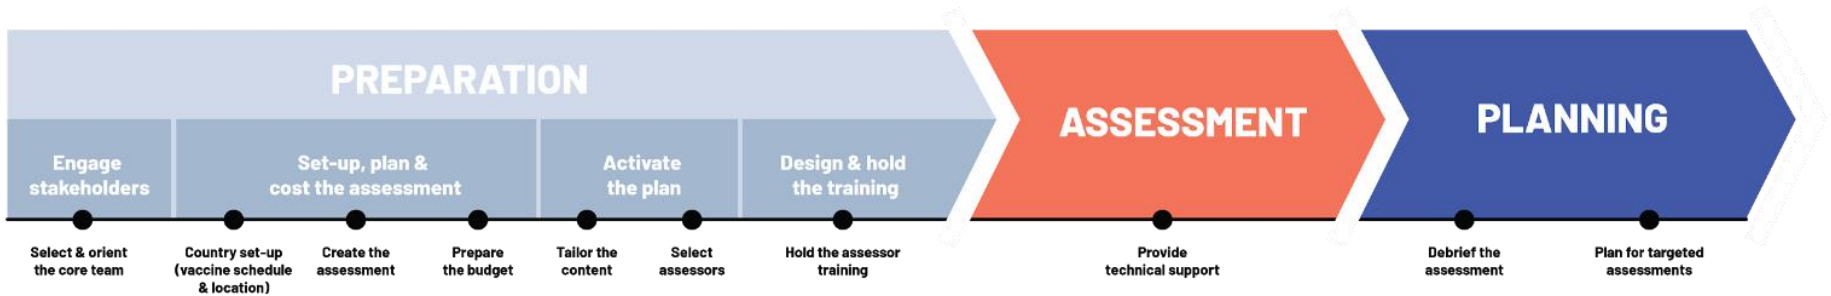 PREPARATION
ASSESSMENT
PLANNING
Engage
stakeholders
Set-up, plan &
cost the assessment
Activate
the plan
Design & hold
the training
Select & orient
the core team
Country set-up
(vaccine schedule
& location)
Create the
assessment
Prepare
the budget
Tailor the
content
Select
assessors
Hold the assessor
training
Provide
technical support
Debrief the
assessment
Plan for targeted
assessments